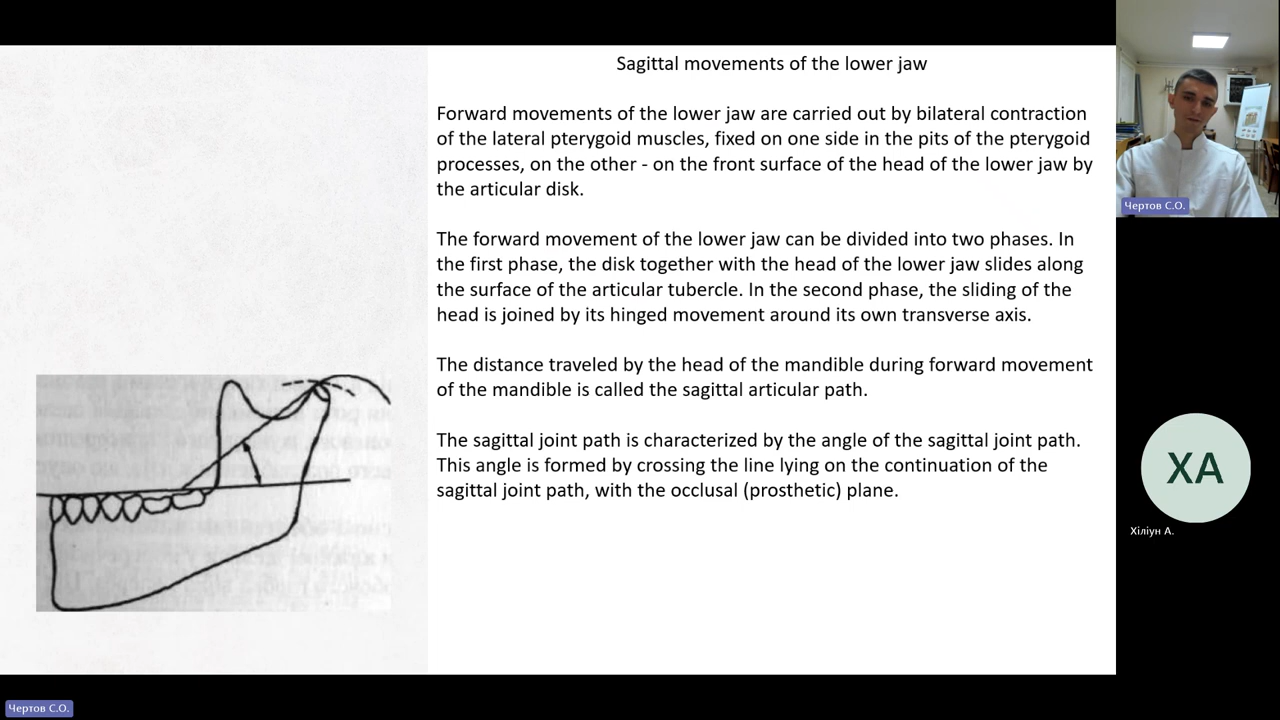 Sagittal movements of the lower jaw
Forward movements of the lower jaw are carried out by bilateral contraction
of the lateral pterygoid muscles, fixed on one side in the pits of the pterygoid
processes, on the other - on the front surface of the head of the lower jaw by
the articular disk.
The forward movement of the lower jaw can be divided into two phases. In
the first phase, the disk together with the head of the lower jaw slides along
the surface of the articular tubercle. In the second phase, the sliding of the
head is joined by its hinged movement around its own transverse axis.
The distance traveled by the head of the mandible during forward movement
of the mandible is called the sagittal articular path.
The sagittal joint path is characterized by the angle of the sagittal joint path.
This angle is formed by crossing the line lying on the continuation of the
sagittal joint path, with the occlusal (prosthetic) plane.
Чертов С.О.
ХА
Хіліун А.
Чертов С.О.